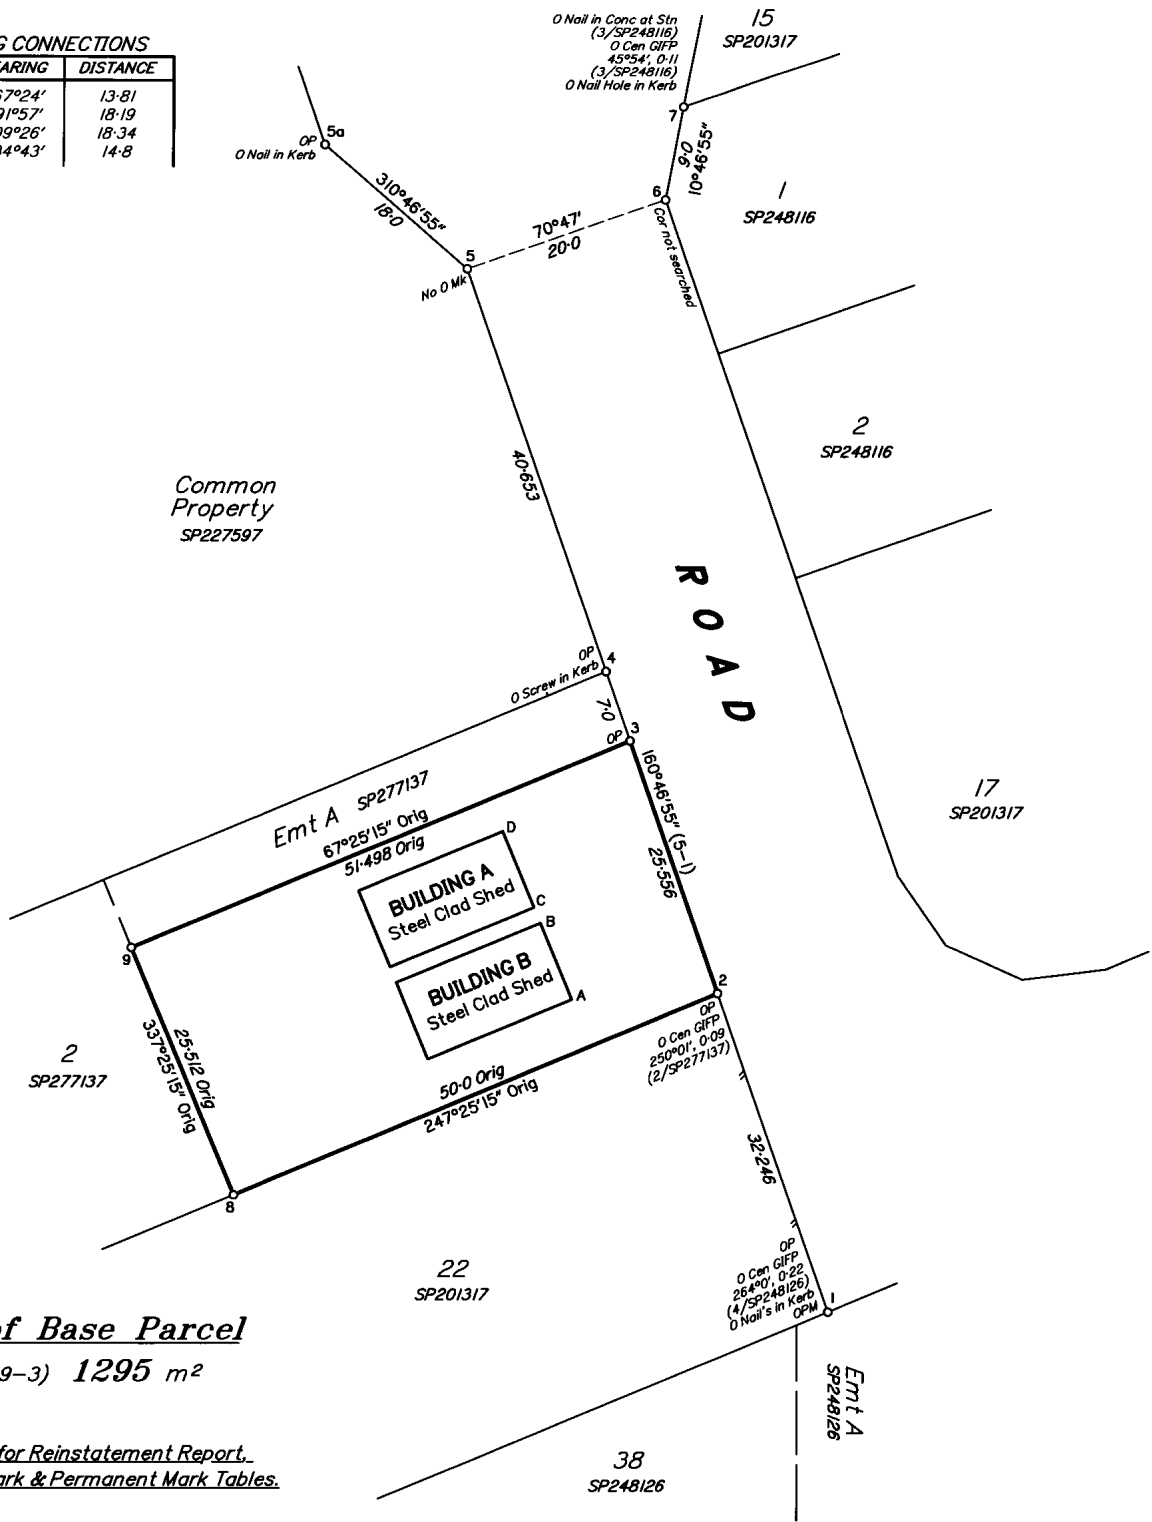 G CONNECTIONS
EARING DISTANCE
67°24' 13·81
91°57' 18·19
99°26' 18·34
14°43' 14·8
O Nail in Conc at Stn
(3/SP248116)
O Cen GIFP
45°54', 0·11
(3/SP248116)
O Nail Hole in Kerb
15
SP201317
7
9·0
10°46'55"
6
Cor not searched
1
SP248116
5a
OP
O Nail in Kerb
310°46'55"
18·0
70°47'
20·0
5
No O Mk
2
SP248116
40·653
Common
Property
SP227597
ROAD
OP
4
O Screw in Kerb
7·0
3
OP
17
SP201317
Emt A SP277137
67°25'15" Orig
51·498 Orig
160°46'55" (5-1)
25·556
D
BUILDING A
Steel Clad Shed
C
B
BUILDING B
Steel Clad Shed
A
9
2
OP
O Cen GIFP
250°01', 0·09
(2/SP277137)
25·512 Orig
337°25'15" Orig
2
SP277137
50·0 Orig
247°25'15" Orig
32·246
8
22
SP201317
OP
O Cen GIFP
264°0', 0·22
(4/SP248126)
O Nail's in Kerb
OPM
1
Emt A
SP248126
of Base Parcel
9-3) 1295 m²
for Reinstatement Report,
ark & Permanent Mark Tables.
38
SP248126